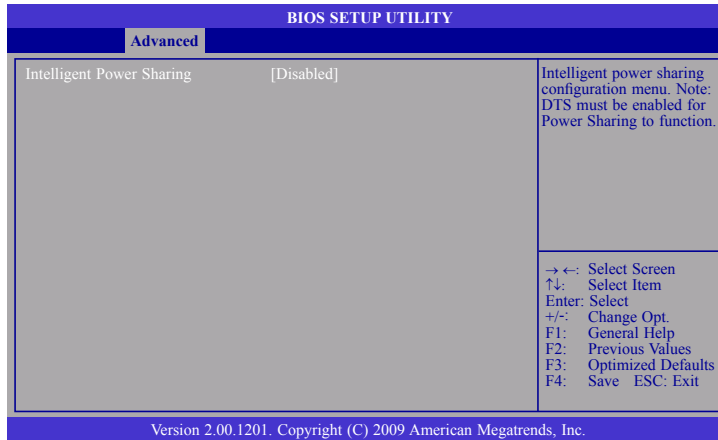 BIOS SETUP UTILITY
Advanced
Intelligent Power Sharing [Disabled]
Intelligent power sharing
configuration menu. Note:
DTS must be enabled for
Power Sharing to function.
→ ←: Select Screen
↑↓: Select Item
Enter: Select
+/-: Change Opt.
F1: General Help
F2: Previous Values
F3: Optimized Defaults
F4: Save ESC: Exit
Version 2.00.1201. Copyright (C) 2009 American Megatrends, Inc.